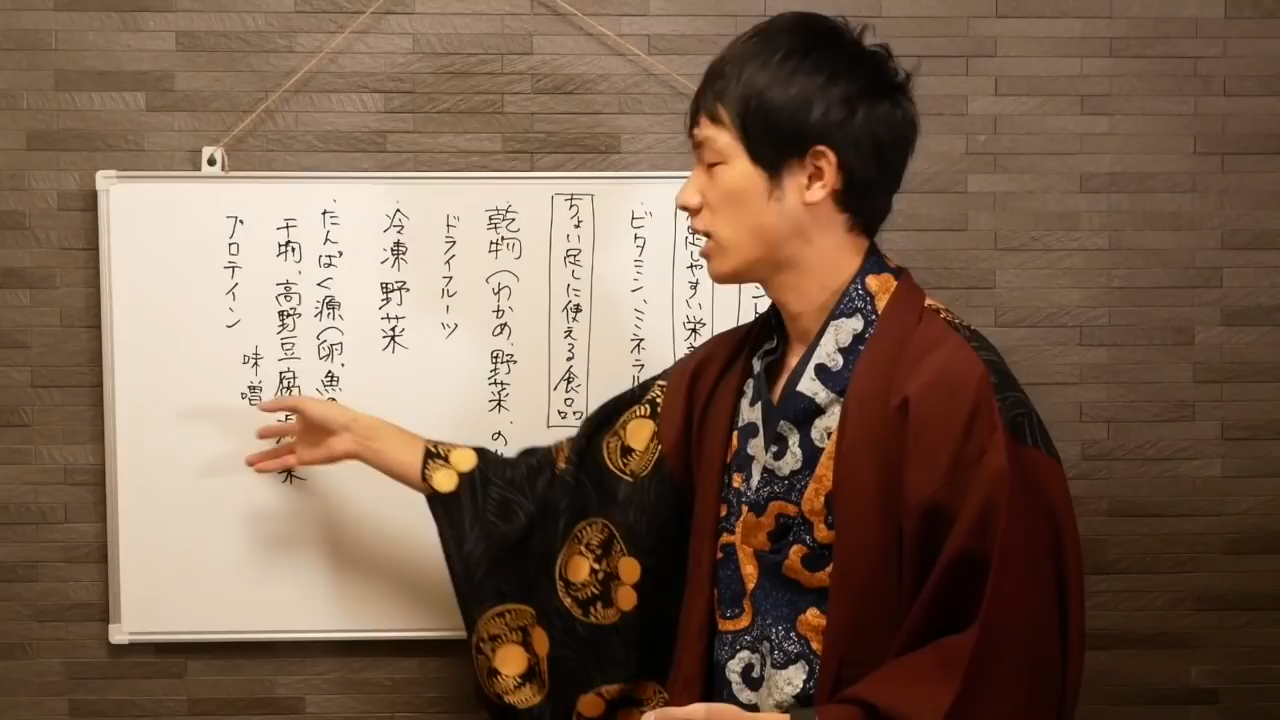 足しやすい栄
ビタミン、ミネラル
ちょい足しに使える食品
乾物(わかめ、野菜、の
ドライフルーツ
冷凍野菜
たんぱく源(卵、魚の
干物、高野豆腐
味噌
プロテイン